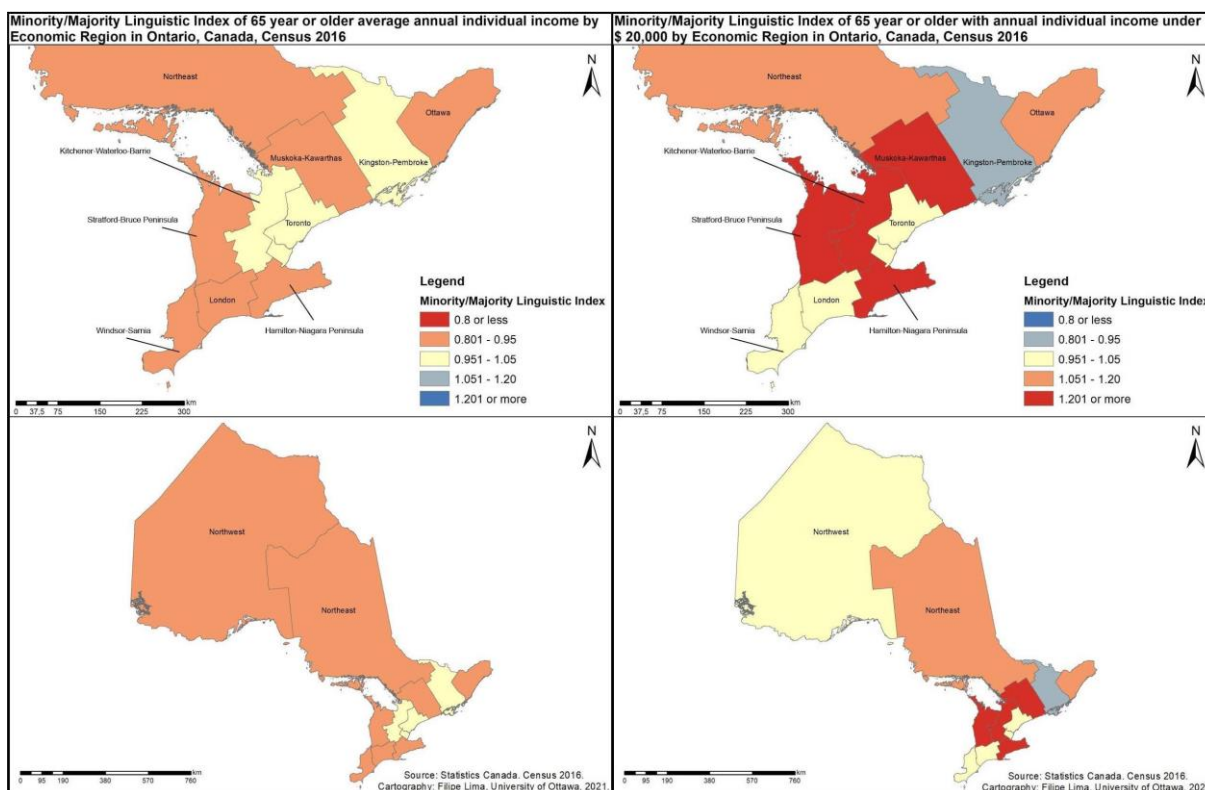 Minority/Majority Linguistic Index of 65 year or older average annual individual income by
Economic Region in Ontario, Canada, Census 2016
N
Northeast
Ottawa
Kitchener-Waterloo-Barrie
Muskoka-Kawarthas
Kingston-Pembroke
Stratford-Bruce Peninsula
Toronto
London
Windsor-Sarnia
Hamilton-Niagara Peninsula
Legend
Minority/Majority Linguistic Index
0.8 or less
0.801 - 0.95
0.951 - 1.05
1.051 - 1.20
1.201 or more
km
0 37,5 75 150 225 300
Minority/Majority Linguistic Index of 65 year or older with annual individual income under
$ 20,000 by Economic Region in Ontario, Canada, Census 2016
N
Northeast
Ottawa
Kitchener-Waterloo-Barrie
Muskoka-Kawarthas
Kingston-Pembroke
Stratford-Bruce Peninsula
Toronto
London
Windsor-Sarnia
Hamilton-Niagara Peninsula
Legend
Minority/Majority Linguistic Index
0.8 or less
0.801 - 0.95
0.951 - 1.05
1.051 - 1.20
1.201 or more
km
0 37,5 75 150 225 300
N
Northwest
Northeast
km
0 95 190 380 570 760
Source: Statistics Canada. Census 2016.
Cartography: Filipe Lima, University of Ottawa, 2021.
N
Northwest
Northeast
km
0 95 190 380 570 760
Source: Statistics Canada. Census 2016.
Cartography: Filipe Lima, University of Ottawa, 202